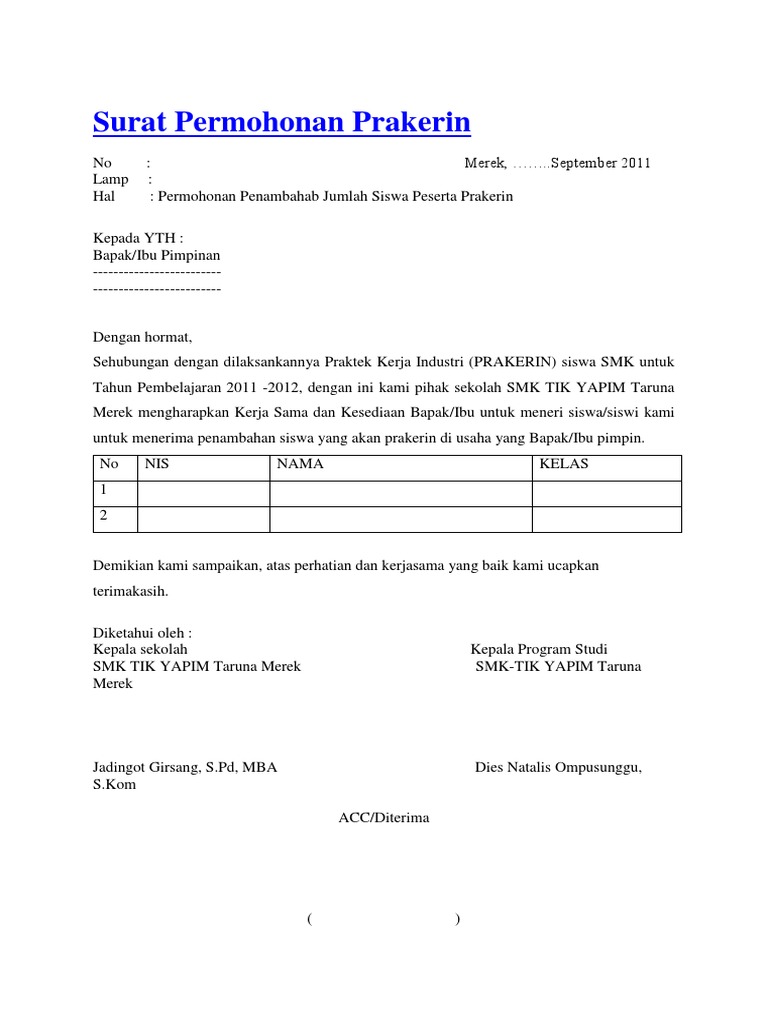 Surat Permohonan Prakerin
No : Merek, ……..September 2011
Lamp :
Hal : Permohonan Penambahab Jumlah Siswa Peserta Prakerin
Kepada YTH :
Bapak/Ibu Pimpinan
-------------------------
-------------------------
Dengan hormat,
Sehubungan dengan dilaksankannya Praktek Kerja Industri (PRAKERIN) siswa SMK untuk
Tahun Pembelajaran 2011 -2012, dengan ini kami pihak sekolah SMK TIK YAPIM Taruna
Merek mengharapkan Kerja Sama dan Kesediaan Bapak/Ibu untuk meneri siswa/siswi kami
untuk menerima penambahan siswa yang akan prakerin di usaha yang Bapak/Ibu pimpin.
No NIS NAMA KELAS
1
2
Demikian kami sampaikan, atas perhatian dan kerjasama yang baik kami ucapkan
terimakasih.
Diketahui oleh :
Kepala sekolah Kepala Program Studi
SMK TIK YAPIM Taruna Merek SMK-TIK YAPIM Taruna
Merek
Jadingot Girsang, S.Pd, MBA Dies Natalis Ompusunggu,
S.Kom
ACC/Diterima
( )